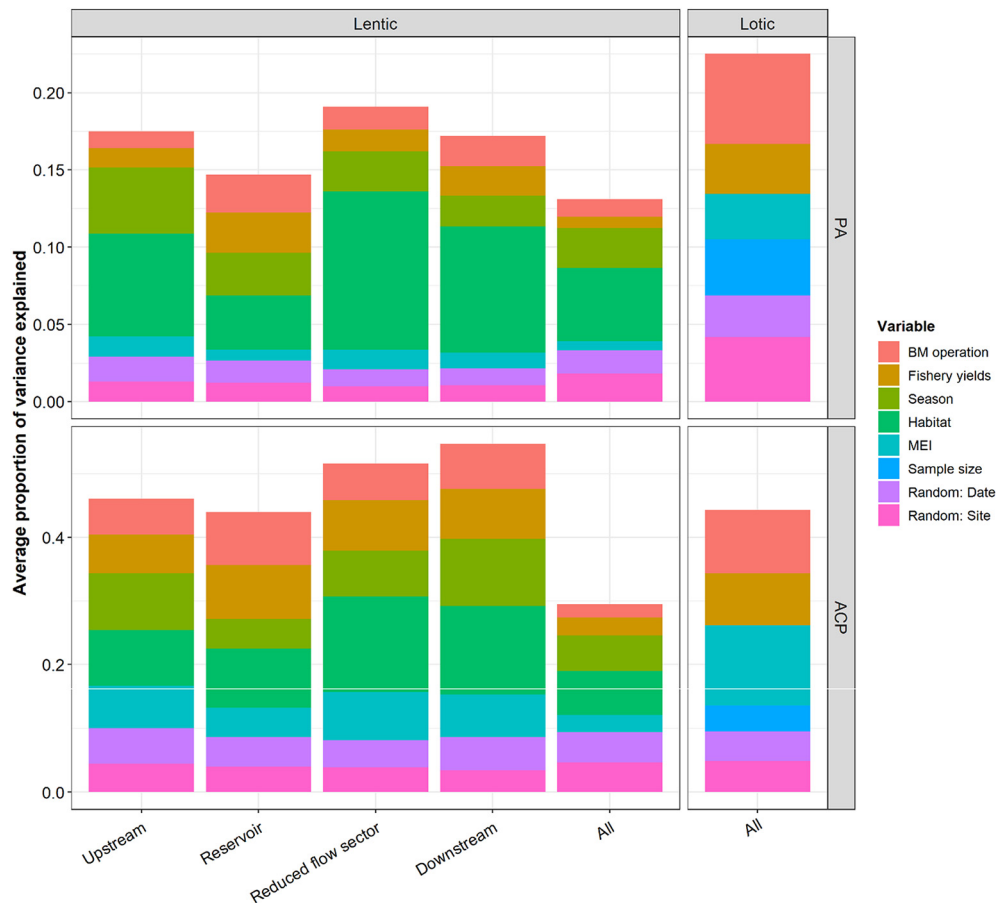 Lentic
Lotic
Average proportion of variance explained
0.20
0.15
0.10
0.05
0.00
PA
0.4
0.2
0.0
ACP
Upstream
Reservoir
Reduced flow sector
Downstream
All
All
Variable
BM operation
Fishery yields
Season
Habitat
MEI
Sample size
Random: Date
Random: Site